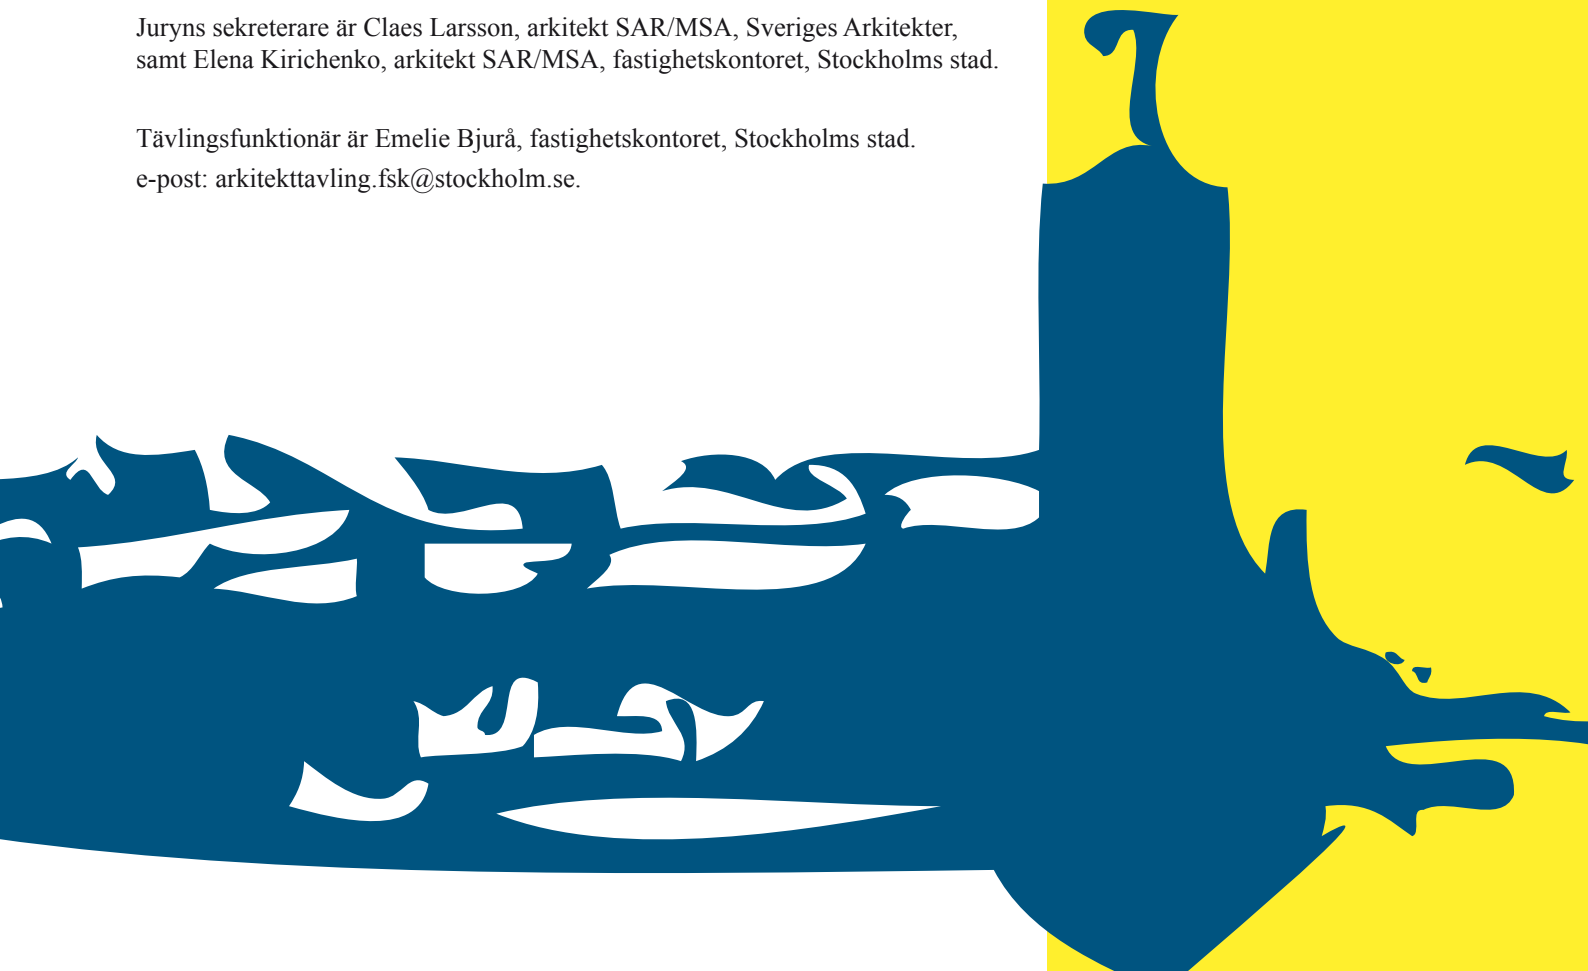 Juryns sekreterare är Claes Larsson, arkitekt SAR/MSA, Sveriges Arkitekter,
samt Elena Kirichenko, arkitekt SAR/MSA, fastighetskontoret, Stockholms stad.
Tävlingsfunktionär är Emelie Bjurå, fastighetskontoret, Stockholms stad.
e-post: arkitekttavling.fsk@stockholm.se.